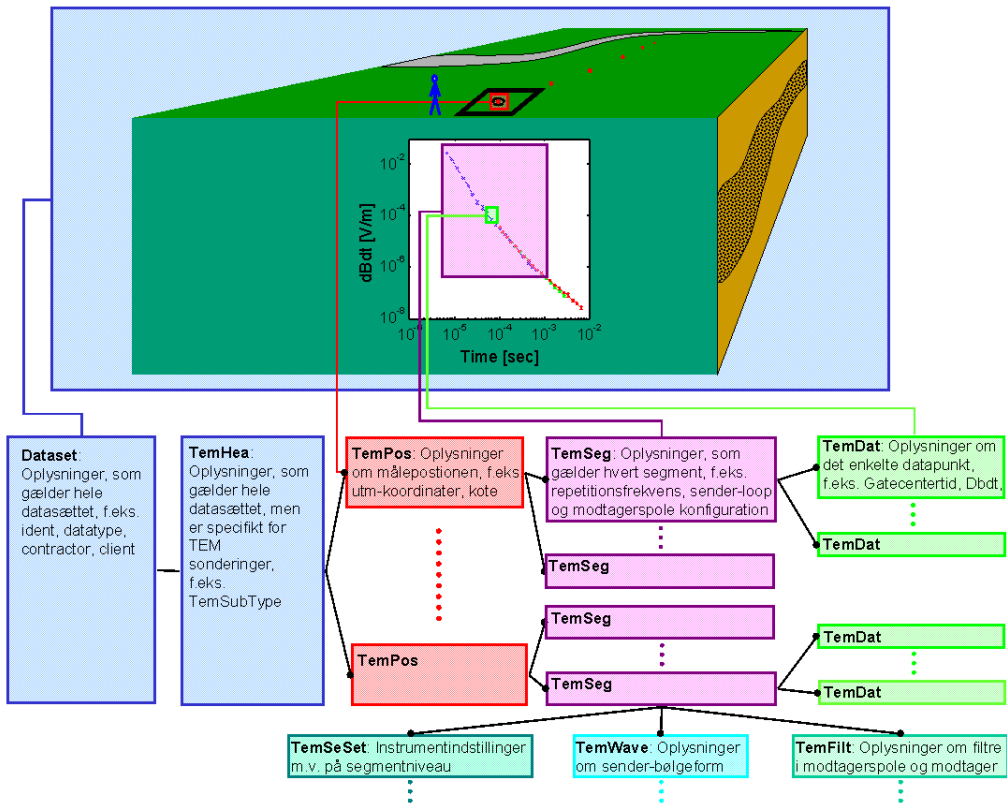 10-2
10-4
10-6
10-8
dBdt [V/m]
10-5 10-4 10-3 10-2
Time [sec]
Dataset:
Oplysninger, som
gælder hele
datasættet, f.eks.
ident, datatype,
contractor, client
TemHea:
Oplysninger, som
gælder hele
datasættet, men
er specifikt for
TEM
sonderinger,
f.eks.
TemSubType
TemPos: Oplysninger
om målepostionen, f.eks
utm-koordinater, kote
TemPos
TemSeg: Oplysninger, som
gælder hvert segment, f.eks.
repetitionsfrekvens, sender-loop
og modtagerspole konfiguration
TemSeg
TemSeg
TemSeg
TemDat: Oplysninger om
det enkelte datapunkt,
f.eks. Gatecentertid, Dbdt,
TemDat
TemDat
TemDat
TemSeSet: Instrumentindstillinger
m.v. på segmentniveau
TemWave: Oplysninger
om sender-bølgeform
TemFilt: Oplysninger om filtre
i modtagerspole og modtager